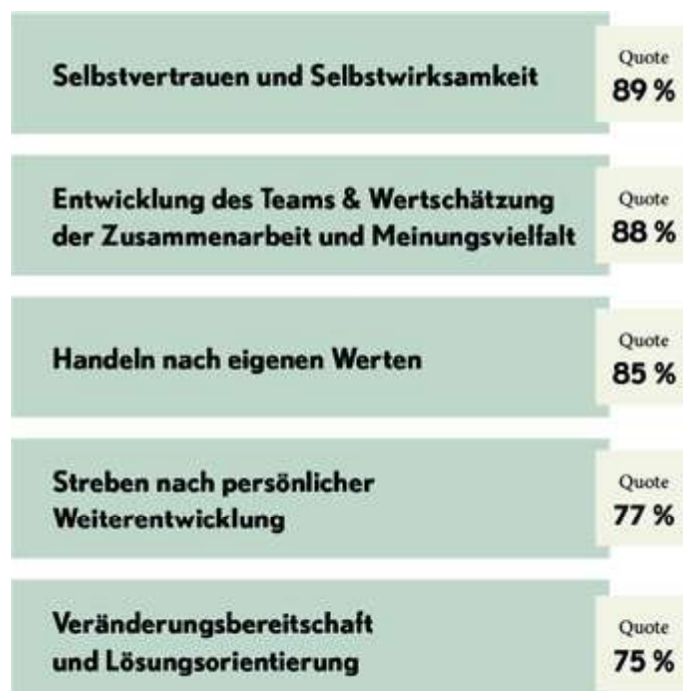 Selbstvertrauen und Selbstwirksamkeit
Quote
89 %
Entwicklung des Teams & Wertschätzung
der Zusammenarbeit und Meinungsvielfalt
Quote
88 %
Handeln nach eigenen Werten
Quote
85 %
Streben nach persönlicher
Weiterentwicklung
Quote
77 %
Veränderungsbereitschaft
und Lösungsorientierung
Quote
75 %